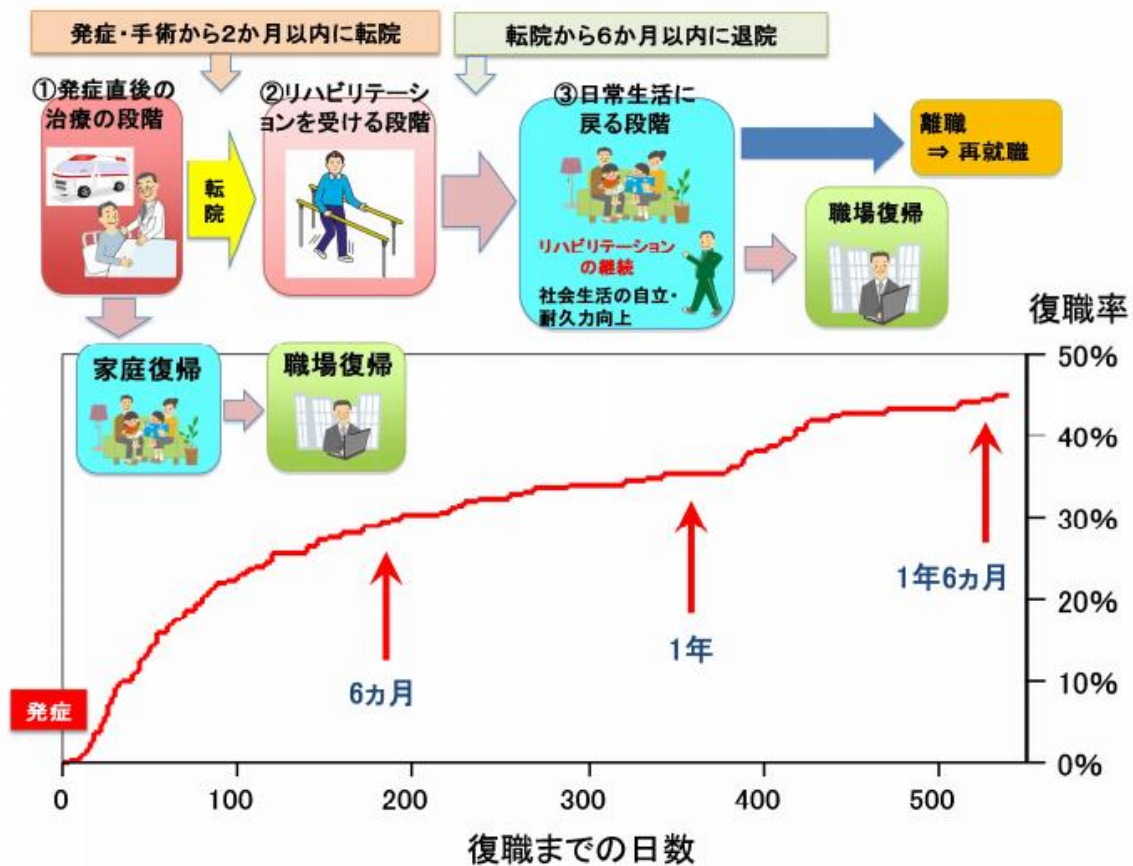 発症・手術から2か月以内に転院
転院から6か月以内に退院
①発症直後の
治療の段階
転院
②リハビリテーシ
ョンを受ける段階
③日常生活に
戻る段階
リハビリテーション
の継続
社会生活の自立・
耐久力向上
離職
⇒ 再就職
職場復帰
家庭復帰
職場復帰
復職率
50%
40%
30%
20%
10%
0%
発症
6ヵ月
1年
1年6ヵ月
0
100
200
300
400
500
復職までの日数